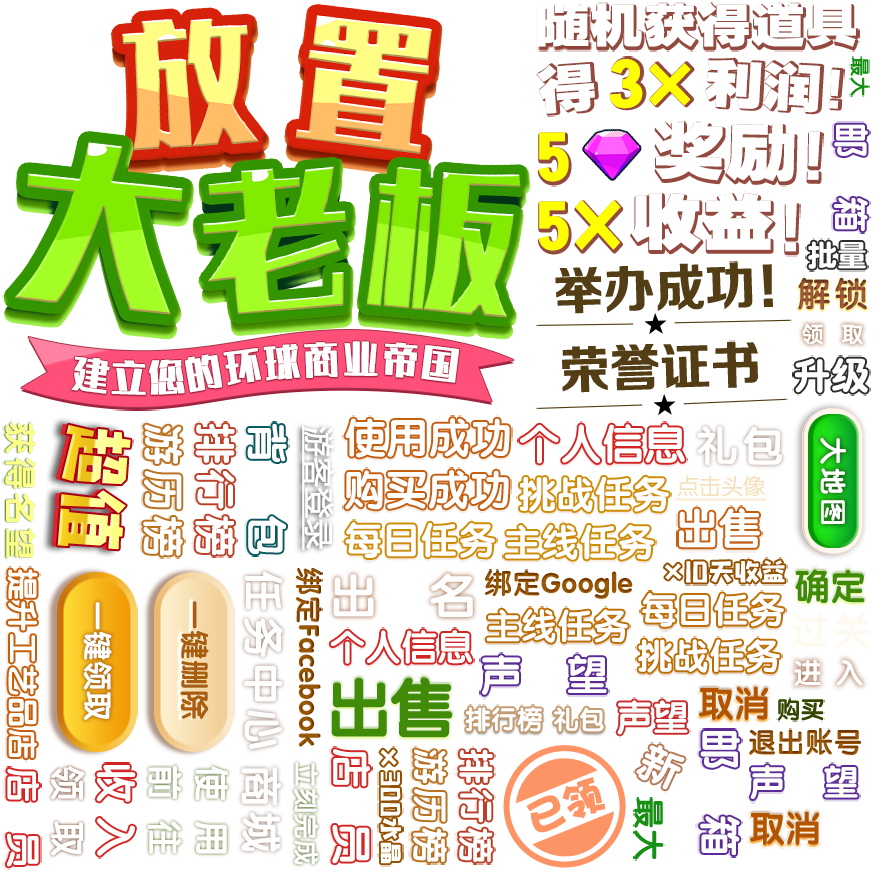 放置
大老板
建立您的环球商业帝国
随机获得道具
得3×利润!
最大
5奖励!
邮箱
5×收益!
批量
举办成功!
解锁
领取
荣誉证书
升级
获得名望
超值
游历榜
排行榜
背包
游客登录
使用成功
个人信息
礼包
大地图
购买成功
挑战任务
点击头像
出售
每日任务
主线任务
提升工艺品店
一键领取
一键删除
任务中心
绑定Facebook
出名
绑定Google
×10天收益
确定
主线任务
每日任务
过关
个人信息
挑战任务
进入
声望
出售
排行榜
礼包
声望
取消
购买
店员
领取
收入
前往
使用
商城
立刻完成
店员
×300水晶
游历榜
排行榜
已领
新
最大
邮箱
退出账号
声望
取消